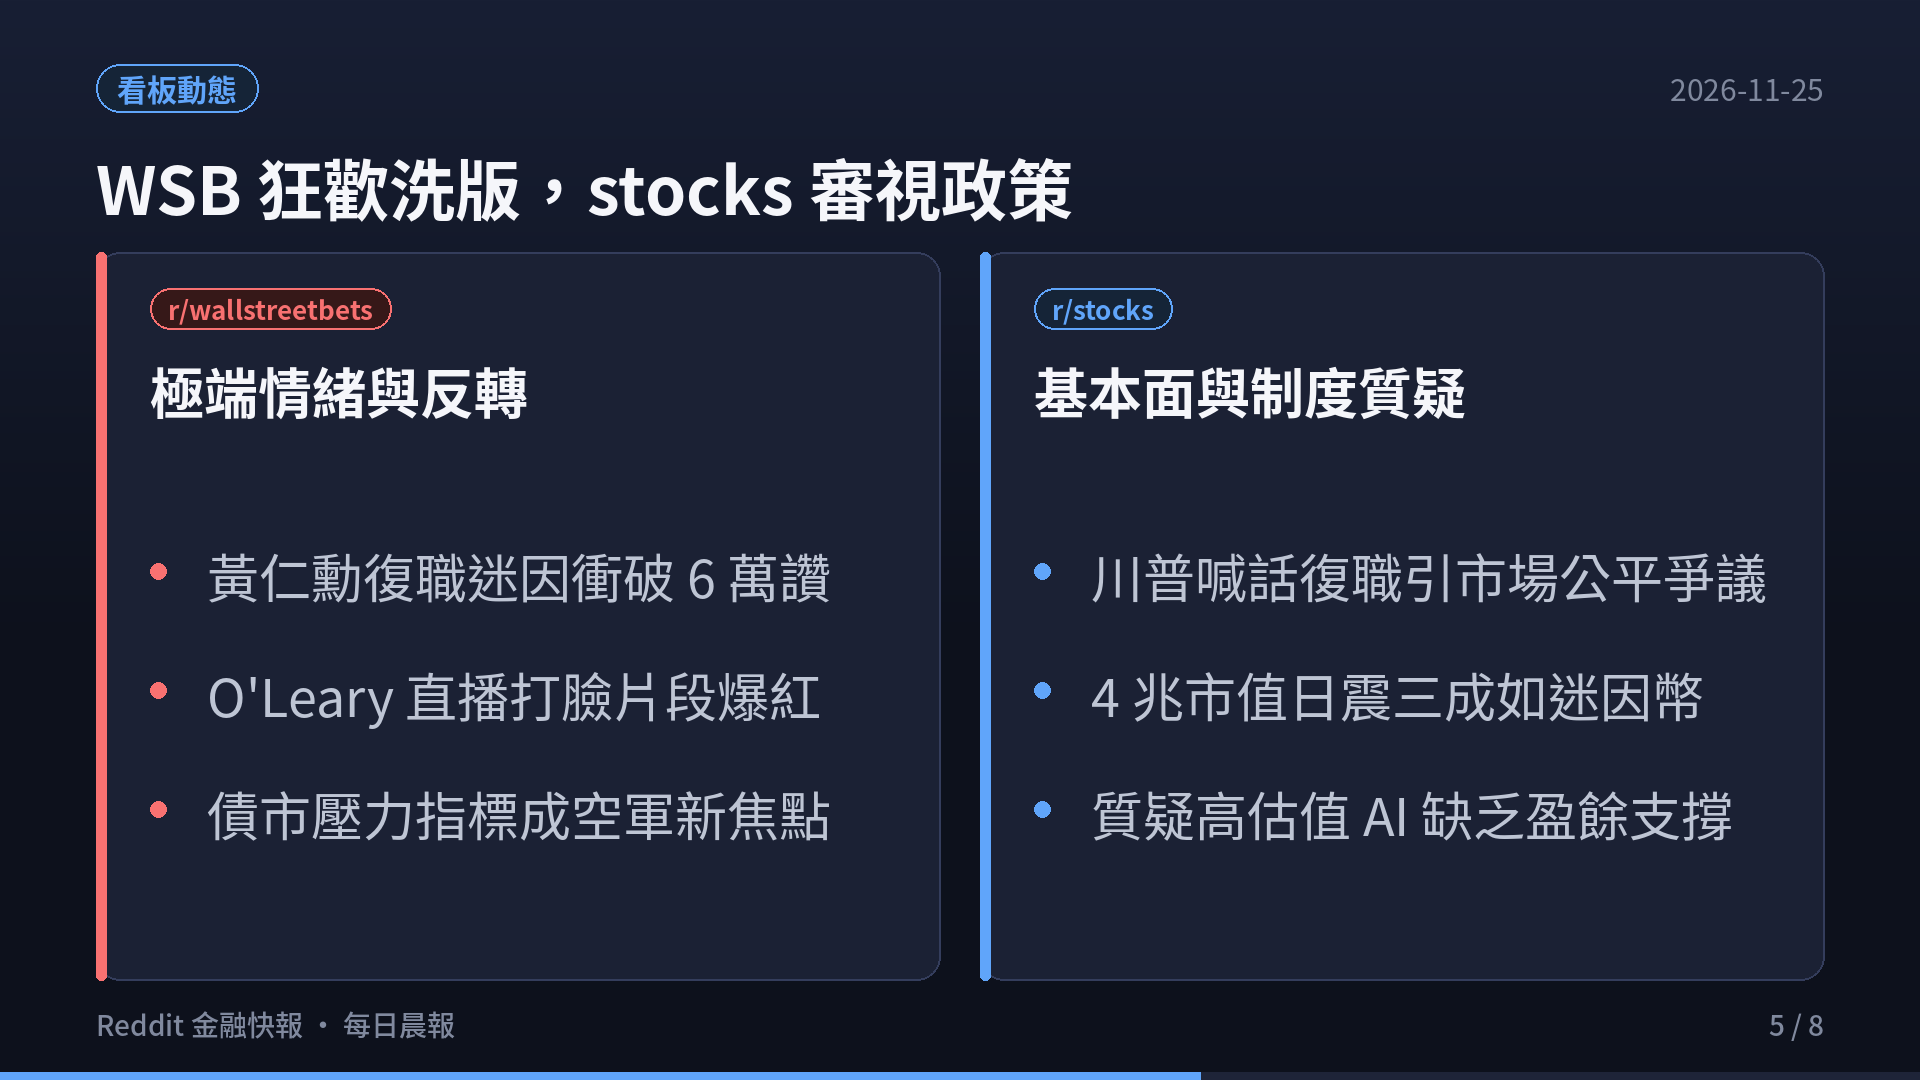 看板動態
2026-11-25
WSB 狂歡洗版，stocks 審視政策
r/wallstreetbets
極端情緒與反轉
黃仁勳復職迷因衝破 6 萬讚
O'Leary 直播打臉片段爆紅
債市壓力指標成空軍新焦點
r/stocks
基本面與制度質疑
川普喊話復職引市場公平爭議
4 兆市值日震三成如迷因幣
質疑高估值 AI 缺乏盈餘支撐
Reddit 金融快報 · 每日晨報
5 / 8